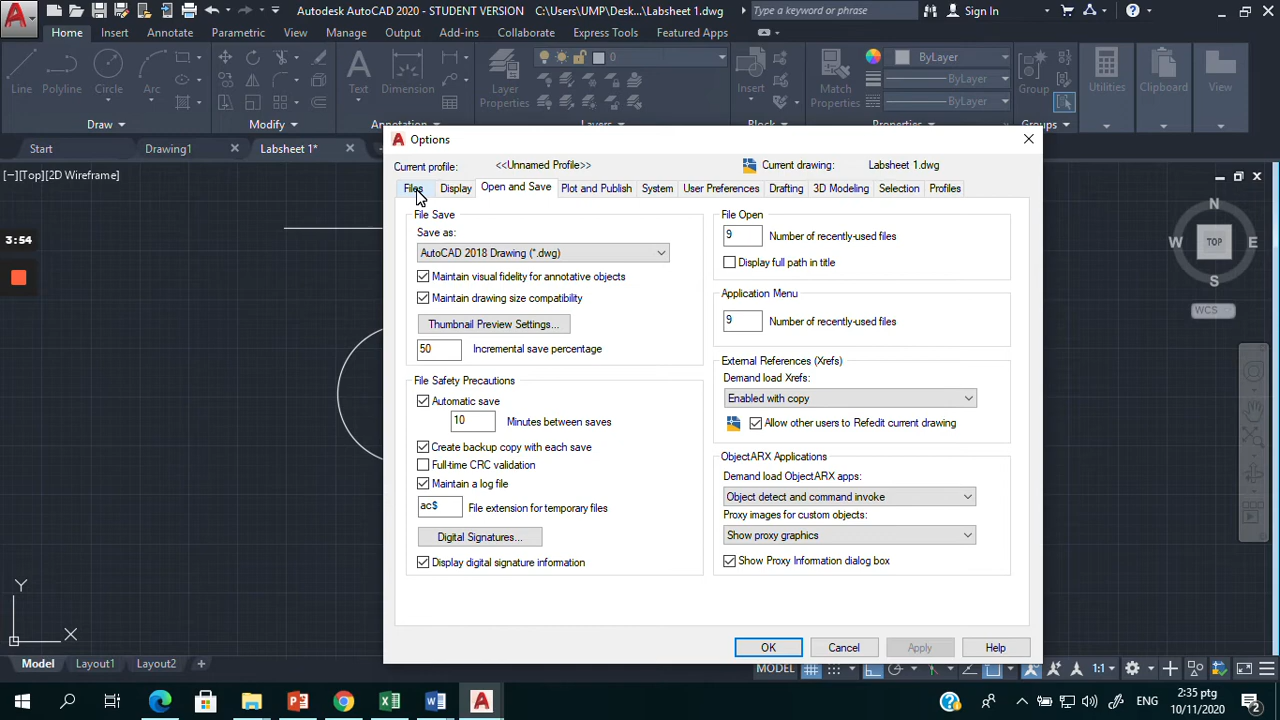 Autodesk AutoCAD 2020 - STUDENT VERSION C:\Users\UMP\Desk...\Labsheet 1.dwg Type a keyword or phrase Sign In
Home Insert Annotate Parametric View Manage Output Add-ins Collaborate Express Tools Featured Apps
Line Polyline Circle Arc Text Dimension Layer Properties 0 Insert Match Properties ByLayer Group Utilities Clipboard View
ByLayer
ByLayer
Draw Modify Annotation Layers Block Properties Groups
Start Drawing1 Labsheet 1*
[−][Top][2D Wireframe]
Options
Current profile: <<Unnamed Profile>> Current drawing: Labsheet 1.dwg
Files Display Open and Save Plot and Publish System User Preferences Drafting 3D Modeling Selection Profiles
File Save
Save as:
AutoCAD 2018 Drawing (*.dwg)
Maintain visual fidelity for annotative objects
Maintain drawing size compatibility
Thumbnail Preview Settings...
50 Incremental save percentage
File Safety Precautions
Automatic save
10 Minutes between saves
Create backup copy with each save
Full-time CRC validation
Maintain a log file
ac$ File extension for temporary files
Digital Signatures...
Display digital signature information
File Open
9 Number of recently-used files
Display full path in title
Application Menu
9 Number of recently-used files
External References (Xrefs)
Demand load Xrefs:
Enabled with copy
Allow other users to Refedit current drawing
ObjectARX Applications
Demand load ObjectARX apps:
Object detect and command invoke
Proxy images for custom objects:
Show proxy graphics
Show Proxy Information dialog box
OK Cancel Apply Help
3:54
N
W TOP E
S
WCS
Y
X
Model Layout1 Layout2 +
MODEL 1:1
ENG 2:35 ptg
10/11/2020 2